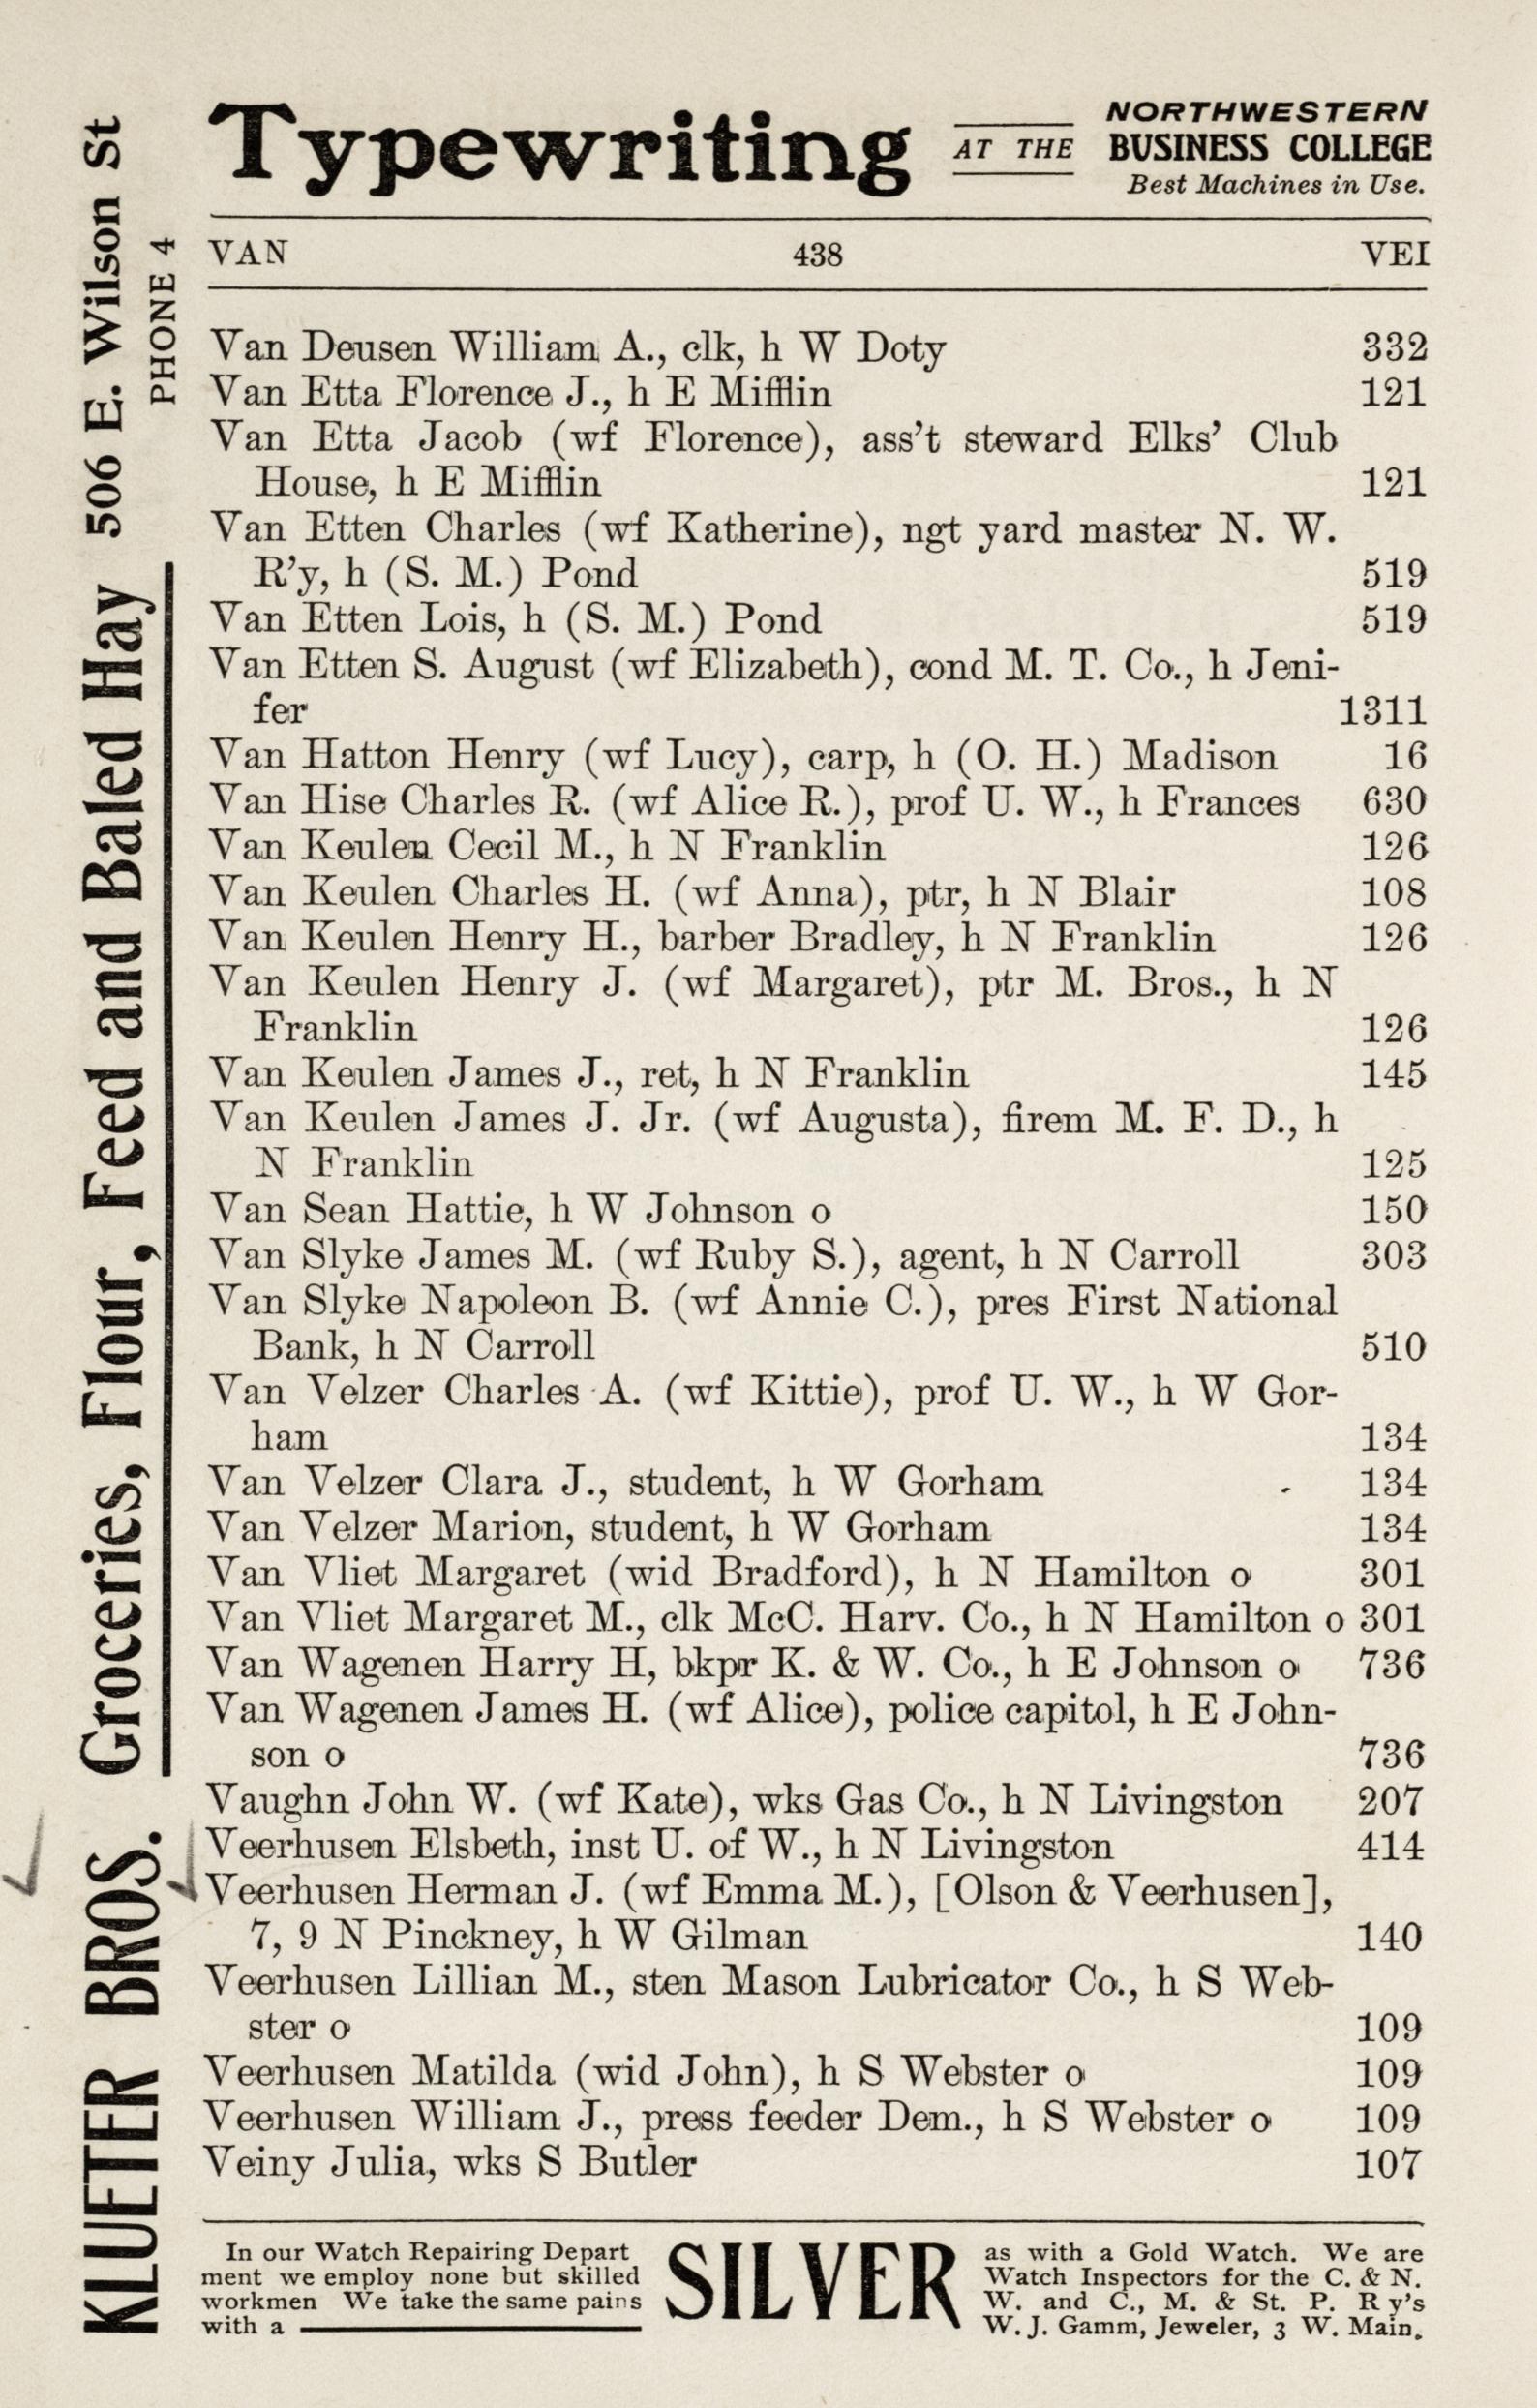 Typewriting AT THE NORTHWESTERN
BUSINESS COLLEGE
Best Machines in Use.
VAN 438 VEI
Van Deusen William A., clk, h W Doty 332
Van Etta Florence J., h E Mifflin 121
Van Etta Jacob (wf Florence), ass't steward Elks' Club
House, h E Mifflin 121
Van Etten Charles (wf Katherine), ngt yard master N. W.
R'y, h (S. M.) Pond 519
Van Etten Lois, h (S. M.) Pond 519
Van Etten S. August (wf Elizabeth), cond M. T. Co., h Jeni-
fer 1311
Van Hatton Henry (wf Lucy), carp, h (O. H.) Madison 16
Van Hise Charles R. (wf Alice R.), prof U. W., h Frances 630
Van Keulen Cecil M., h N Franklin 126
Van Keulen Charles H. (wf Anna), ptr, h N Blair 108
Van Keulen Henry H., barber Bradley, h N Franklin 126
Van Keulen Henry J. (wf Margaret), ptr M. Bros., h N
Franklin 126
Van Keulen James J., ret, h N Franklin 145
Van Keulen James J. Jr. (wf Augusta), firem M. F. D., h
N Franklin 125
Van Sean Hattie, h W Johnson o 150
Van Slyke James M. (wf Ruby S.), agent, h N Carroll 303
Van Slyke Napoleon B. (wf Annie C.), pres First National
Bank, h N Carroll 510
Van Velzer Charles A. (wf Kittie), prof U. W., h W Gor-
ham 134
Van Velzer Clara J., student, h W Gorham 134
Van Velzer Marion, student, h W Gorham 134
Van Vliet Margaret (wid Bradford), h N Hamilton o 301
Van Vliet Margaret M., clk McC. Harv. Co., h N Hamilton o 301
Van Wagenen Harry H, bkpr K. & W. Co., h E Johnson o 736
Van Wagenen James H. (wf Alice), police capitol, h E John-
son o 736
Vaughn John W. (wf Kate), wks Gas Co., h N Livingston 207
Veerhusen Elsbeth, inst U. of W., h N Livingston 414
Veerhusen Herman J. (wf Emma M.), [Olson & Veerhusen],
7, 9 N Pinckney, h W Gilman 140
Veerhusen Lillian M., sten Mason Lubricator Co., h S Web-
ster o 109
Veerhusen Matilda (wid John), h S Webster o 109
Veerhusen William J., press feeder Dem., h S Webster o 109
Veiny Julia, wks S Butler 107
In our Watch Repairing Depart
ment we employ none but skilled
workmen We take the same pains
with a
SILVER
as with a Gold Watch. We are
Watch Inspectors for the C. & N.
W. and C., M. & St. P. Ry's
W. J. Gamm, Jeweler, 3 W. Main.
KLUETER BROS. Groceries, Flour, Feed and Baled Hay 506 E. Wilson St
PHONE 4